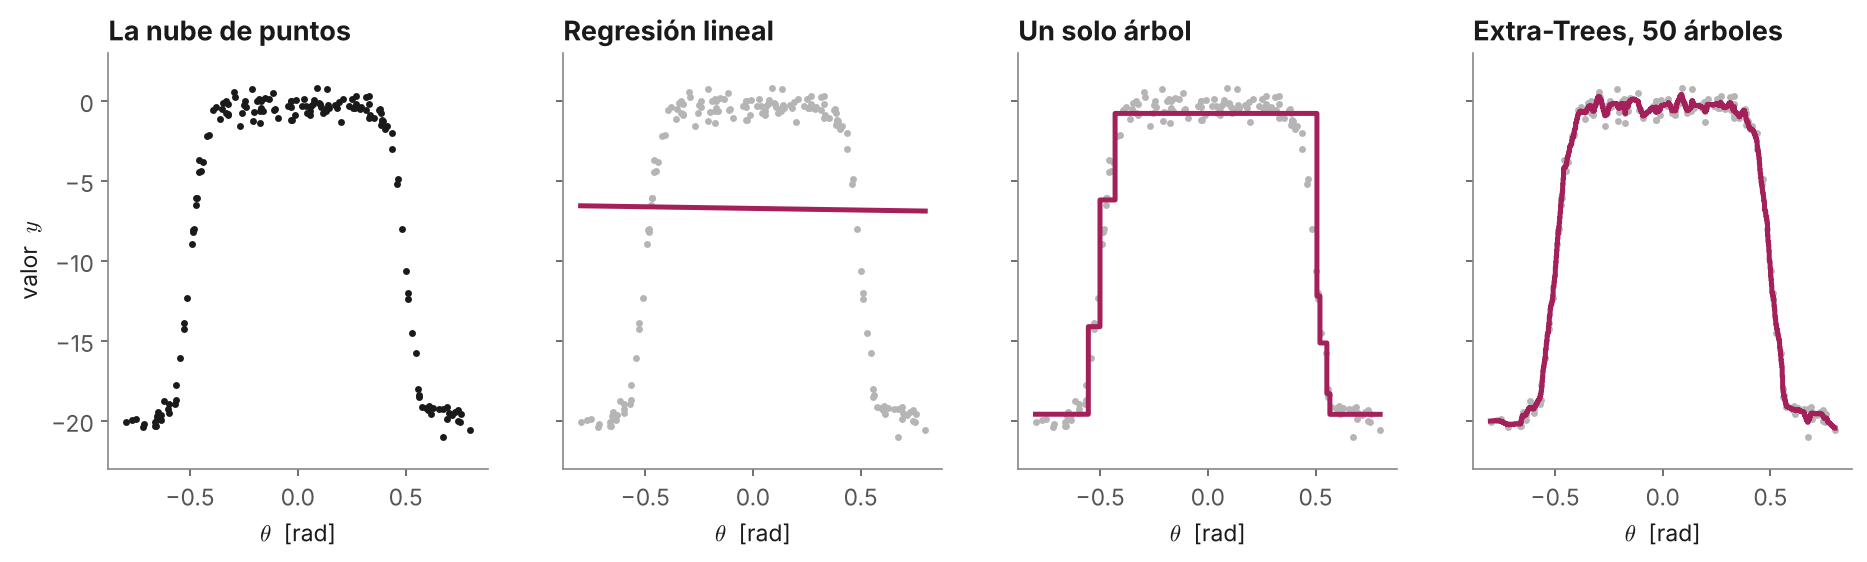 La nube de puntos
Regresión lineal
Un solo árbol
Extra-Trees, 50 árboles
valor y
0
−5
−10
−15
−20
−0.5 0.0 0.5
−0.5 0.0 0.5
−0.5 0.0 0.5
−0.5 0.0 0.5
θ [rad]
θ [rad]
θ [rad]
θ [rad]